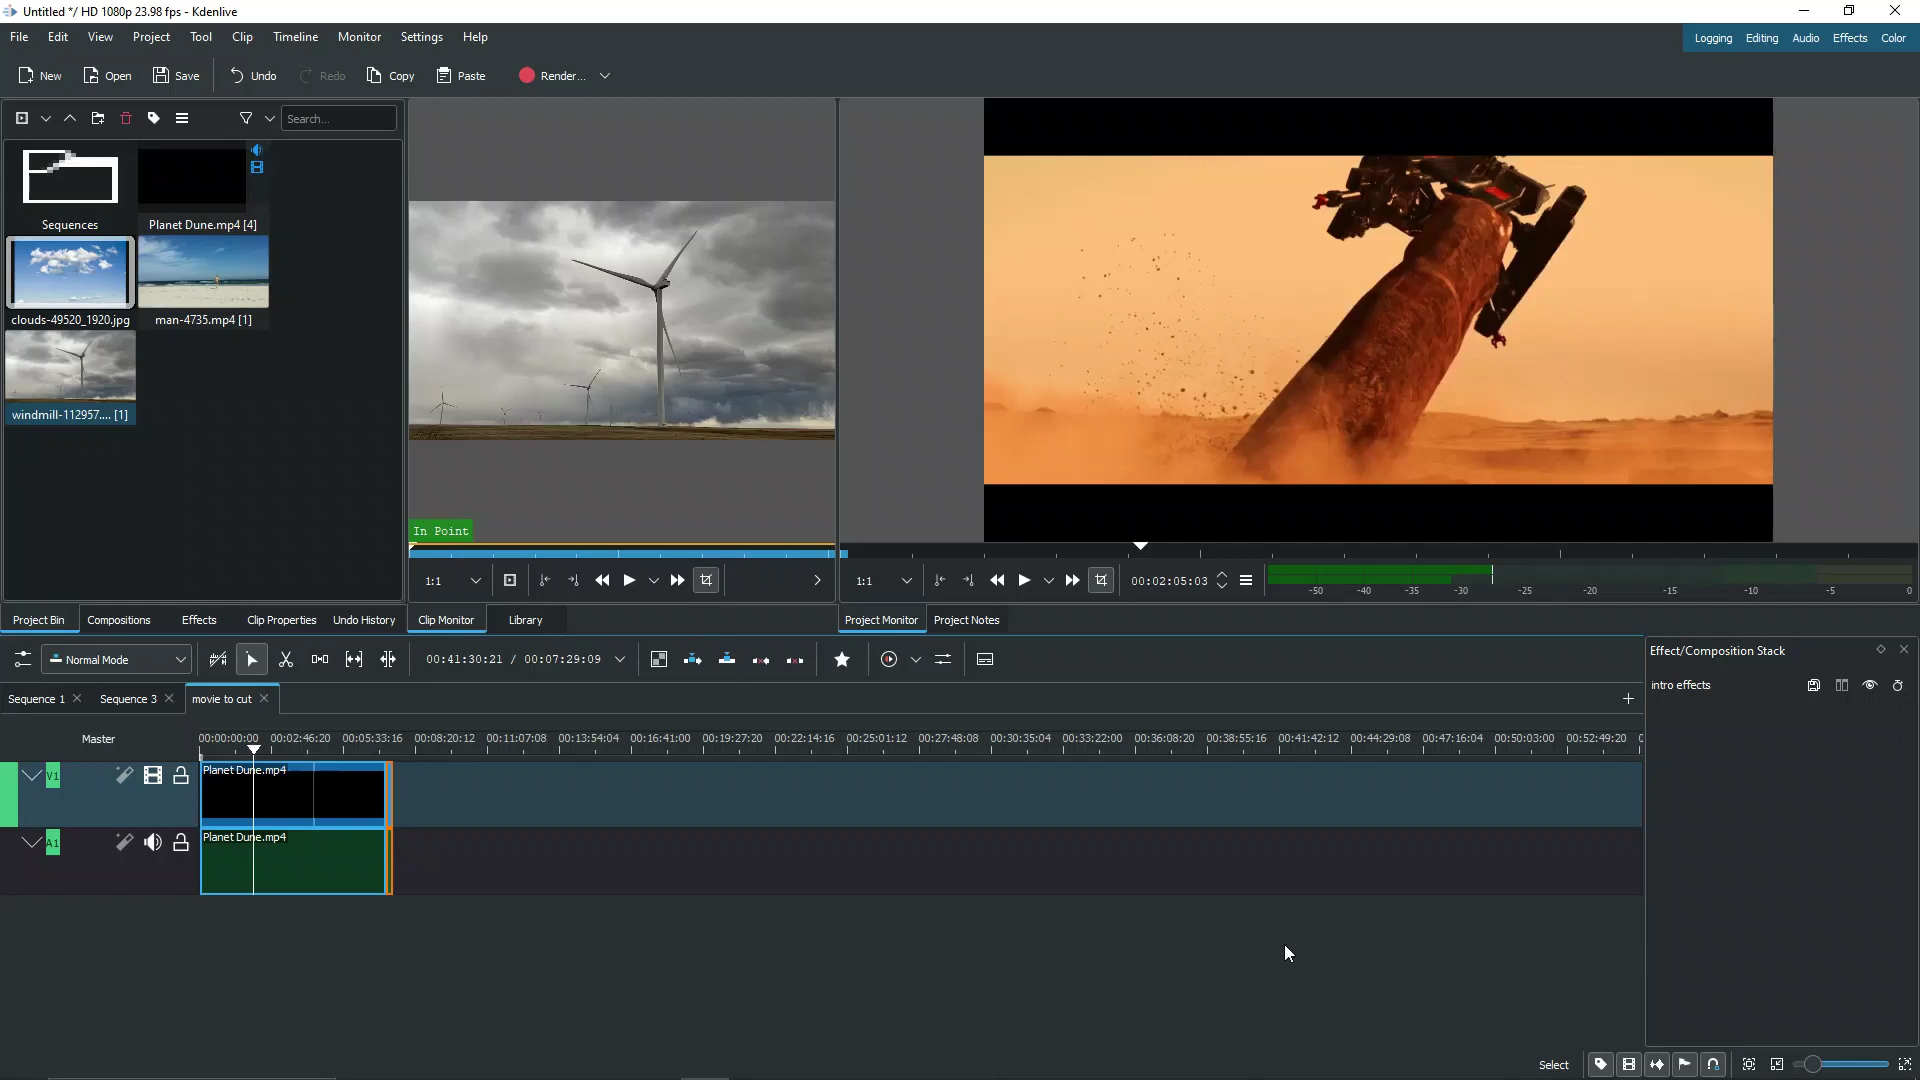 Untitled */ HD 1080p 23.98 fps - Kdenlive
File Edit View Project Tool Clip Timeline Monitor Settings Help
Logging Editing Audio Effects Color
New Open Save Undo Redo Copy Paste Render...
Search...
Sequences
Planet Dune.mp4 [4]
clouds-49520_1920.jpg
man-4735.mp4 [1]
windmill-112957.... [1]
In Point
1:1
1:1
00:02:05:03
-50 -40 -35 -30 -25 -20 -15 -10 -5 0
Project Bin Compositions Effects Clip Properties Undo History
Clip Monitor Library
Project Monitor Project Notes
Normal Mode
00:41:30:21 / 00:07:29:09
Effect/Composition Stack
intro effects
Sequence 1 Sequence 3 movie to cut
Master
00:00:00:00 00:02:46:20 00:05:33:16 00:08:20:12 00:11:07:08 00:13:54:04 00:16:41:00 00:19:27:20 00:22:14:16 00:25:01:12 00:27:48:08 00:30:35:04 00:33:22:00 00:36:08:20 00:38:55:16 00:41:42:12 00:44:29:08 00:47:16:04 00:50:03:00 00:52:49:20
V1
Planet Dune.mp4
A1
Planet Dune.mp4
Select